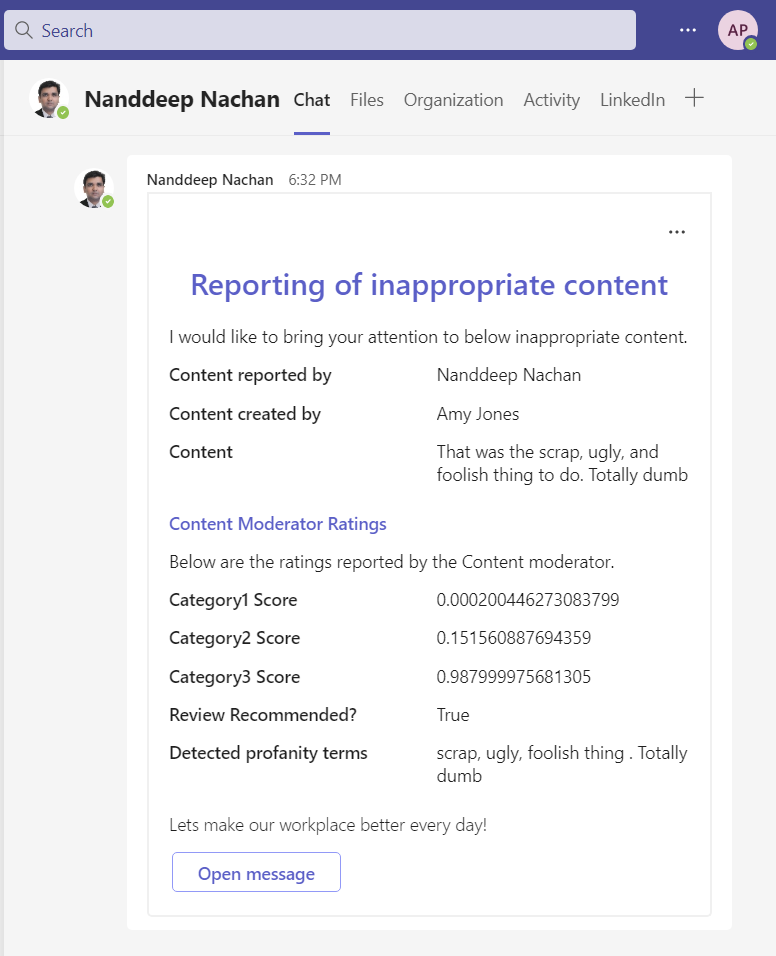 Search
AP
Nanddeep Nachan Chat Files Organization Activity LinkedIn
Nanddeep Nachan 6:32 PM
Reporting of inappropriate content
I would like to bring your attention to below inappropriate content.
Content reported by Nanddeep Nachan
Content created by Amy Jones
Content That was the scrap, ugly, and
foolish thing to do. Totally dumb
Content Moderator Ratings
Below are the ratings reported by the Content moderator.
Category1 Score 0.000200446273083799
Category2 Score 0.151560887694359
Category3 Score 0.987999975681305
Review Recommended? True
Detected profanity terms scrap, ugly, foolish thing . Totally
dumb
Lets make our workplace better every day!
Open message